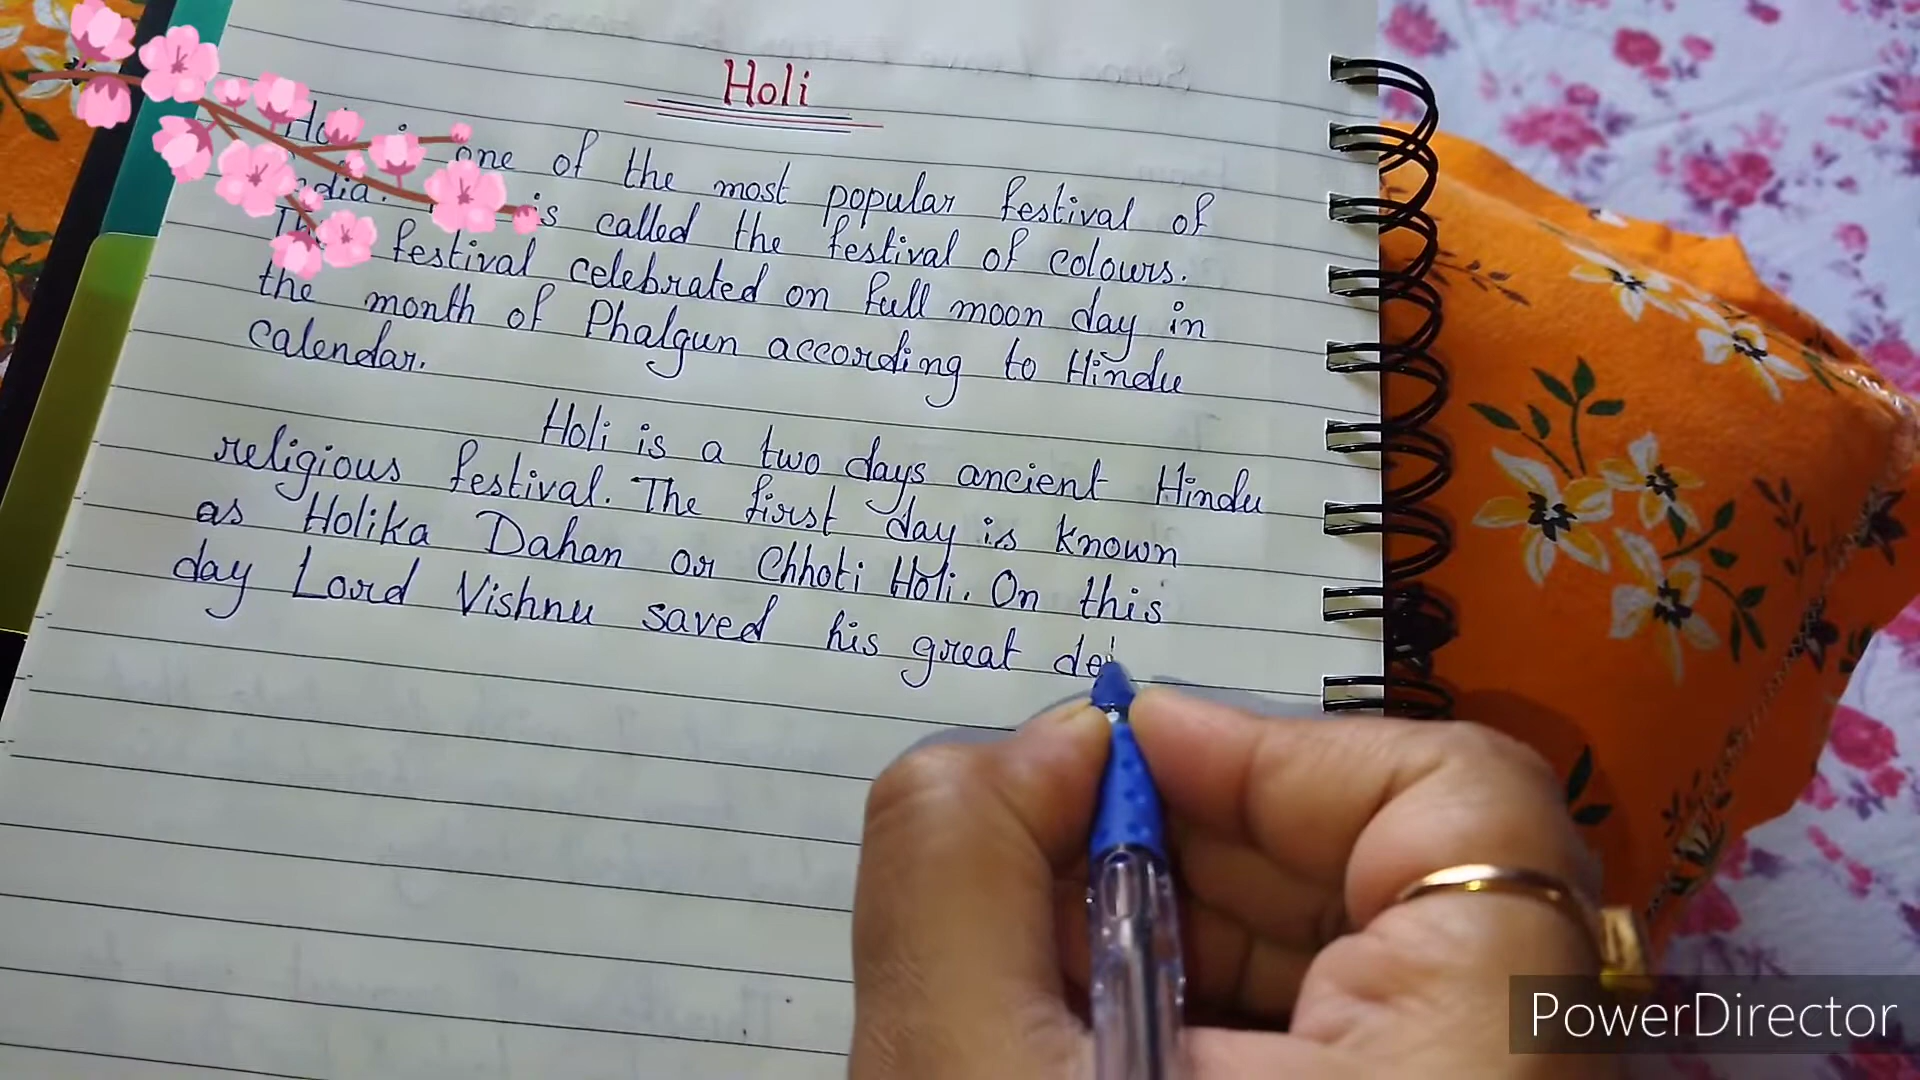 Holi
one of the most popular festival of
is called the festival of colours.
festival celebrated on full moon day in
the month of Phalgun according to Hindu
calendar.
Holi is a two days ancient Hindu
religious festival. The first day is known
as Holika Dahan or Chhoti Holi. On this
day Lord Vishnu saved his great
PowerDirector